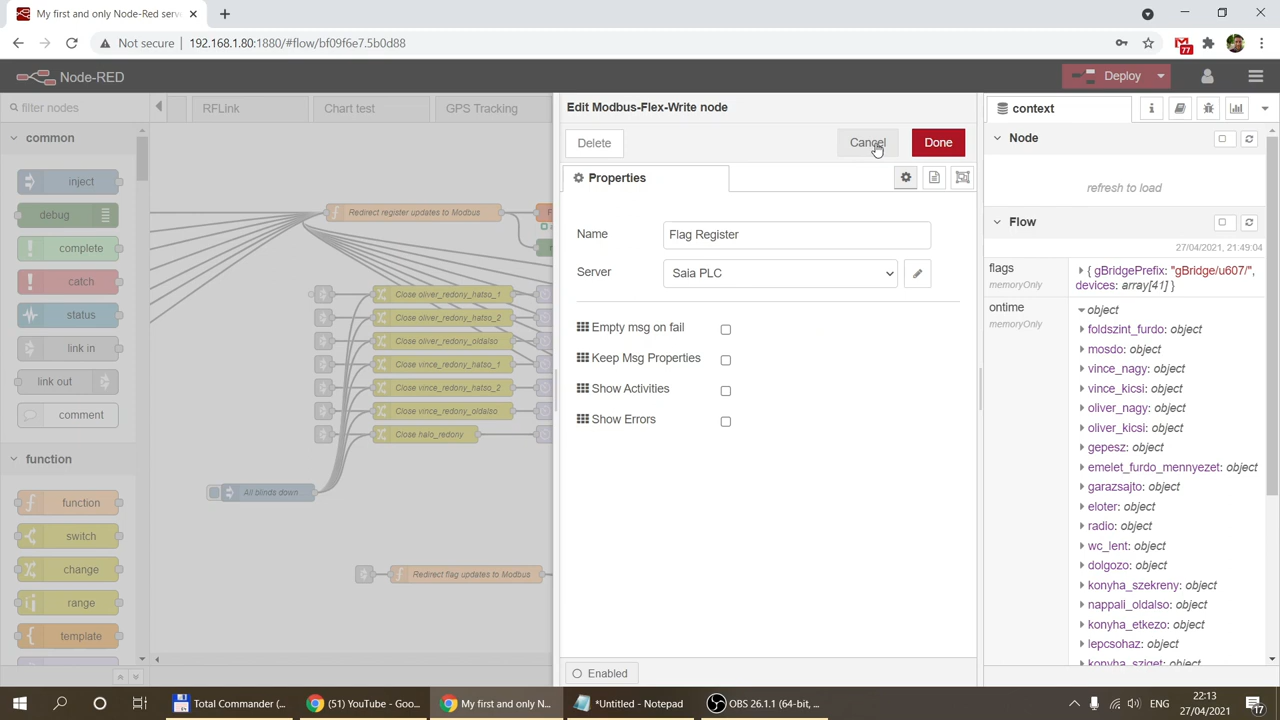 My first and only Node-Red serve
Not secure
192.168.1.80:1880/#flow/bf09f6e7.5b0d88
77
Node-RED
Deploy
filter nodes
RFLink
Chart test
GPS Tracking
Edit Modbus-Flex-Write node
context
common
Delete
Cancel
Done
Node
inject
Properties
refresh to load
debug
Redirect register updates to Modbus
F
Name
Flag Register
Flow
complete
27/04/2021, 21:49:04
catch
Server
Saia PLC
flags
memoryOnly
{ gBridgePrefix: "gBridge/u607/",
devices: array[41] }
status
Close oliver_redony_hatso_1
Close oliver_redony_hatso_2
Close oliver_redony_oldalso
Close vince_redony_hatso_1
Close vince_redony_hatso_2
Close vince_redony_oldalso
Close halo_redony
Empty msg on fail
Keep Msg Properties
Show Activities
Show Errors
ontime
memoryOnly
object
foldszint_furdo: object
mosdo: object
vince_nagy: object
vince_kicsi: object
oliver_nagy: object
oliver_kicsi: object
gepesz: object
emelet_furdo_mennyezet: object
garazsajto: object
eloter: object
radio: object
wc_lent: object
dolgozo: object
konyha_szekreny: object
nappali_oldalso: object
konyha_etkezo: object
lepcsohaz: object
konyha_sziget: object
link in
link out
comment
function
All blinds down
function
switch
change
Redirect flag updates to Modbus
range
template
Enabled
Total Commander (...
(51) YouTube - Goo...
My first and only N...
*Untitled - Notepad
OBS 26.1.1 (64-bit, ...
ENG
22:13
27/04/2021
17